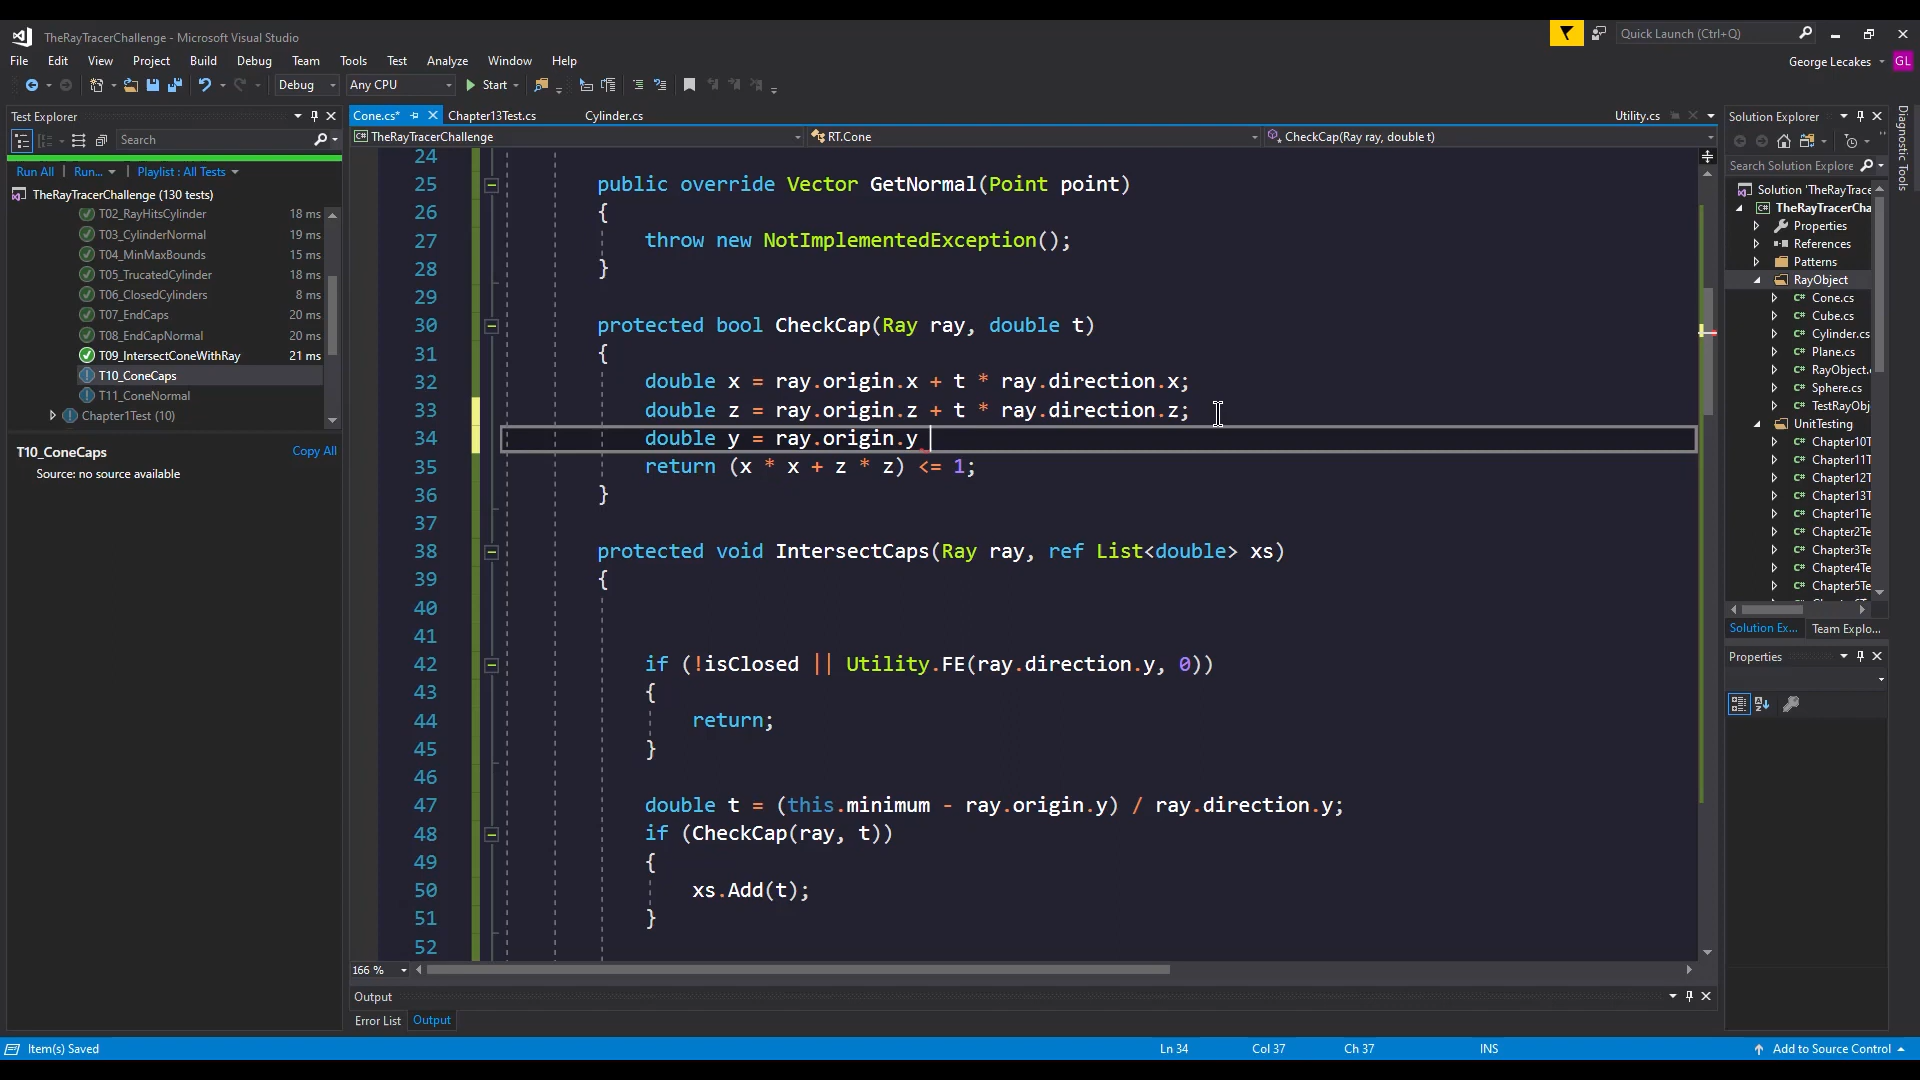 TheRayTracerChallenge - Microsoft Visual Studio
Quick Launch (Ctrl+Q)
File Edit View Project Build Debug Team Tools Test Analyze Window Help
George Lecakes GL
Debug Any CPU Start
Test Explorer
Search
Run All | Run... Playlist : All Tests
TheRayTracerChallenge (130 tests)
T02_RayHitsCylinder 18 ms
T03_CylinderNormal 19 ms
T04_MinMaxBounds 15 ms
T05_TrucatedCylinder 18 ms
T06_ClosedCylinders 8 ms
T07_EndCaps 20 ms
T08_EndCapNormal 20 ms
T09_IntersectConeWithRay 21 ms
T10_ConeCaps
T11_ConeNormal
Chapter1Test (10)
T10_ConeCaps Copy All
Source: no source available
Cone.cs* Chapter13Test.cs Cylinder.cs Utility.cs
TheRayTracerChallenge RT.Cone CheckCap(Ray ray, double t)
24
25 public override Vector GetNormal(Point point)
26 {
27 throw new NotImplementedException();
28 }
29
30 protected bool CheckCap(Ray ray, double t)
31 {
32 double x = ray.origin.x + t * ray.direction.x;
33 double z = ray.origin.z + t * ray.direction.z;
34 double y = ray.origin.y
35 return (x * x + z * z) <= 1;
36 }
37
38 protected void IntersectCaps(Ray ray, ref List<double> xs)
39 {
40
41
42 if (!isClosed || Utility.FE(ray.direction.y, 0))
43 {
44 return;
45 }
46
47 double t = (this.minimum - ray.origin.y) / ray.direction.y;
48 if (CheckCap(ray, t))
49 {
50 xs.Add(t);
51 }
52
166 %
Output
Error List Output
Solution Explorer
Search Solution Explore
Solution 'TheRayTrace
TheRayTracerCha
Properties
References
Patterns
RayObject
Cone.cs
Cube.cs
Cylinder.cs
Plane.cs
RayObject.
Sphere.cs
TestRayObj
UnitTesting
Chapter10T
Chapter11T
Chapter12T
Chapter13T
Chapter1Te
Chapter2Te
Chapter3Te
Chapter4Te
Chapter5Te
Solution Ex... Team Explo...
Properties
Diagnostic Tools
Item(s) Saved Ln 34 Col 37 Ch 37 INS Add to Source Control